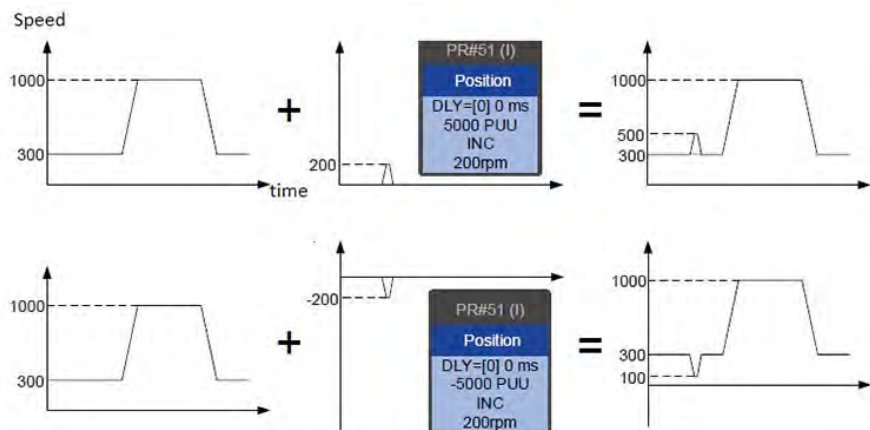 Speed
1000
300
time
+
200
PR#51 (I)
Position
DLY=[0] 0 ms
5000 PUU
INC
200rpm
=
1000
500
300
1000
300
+
-200
PR#51 (I)
Position
DLY=[0] 0 ms
-5000 PUU
INC
200rpm
=
1000
300
100